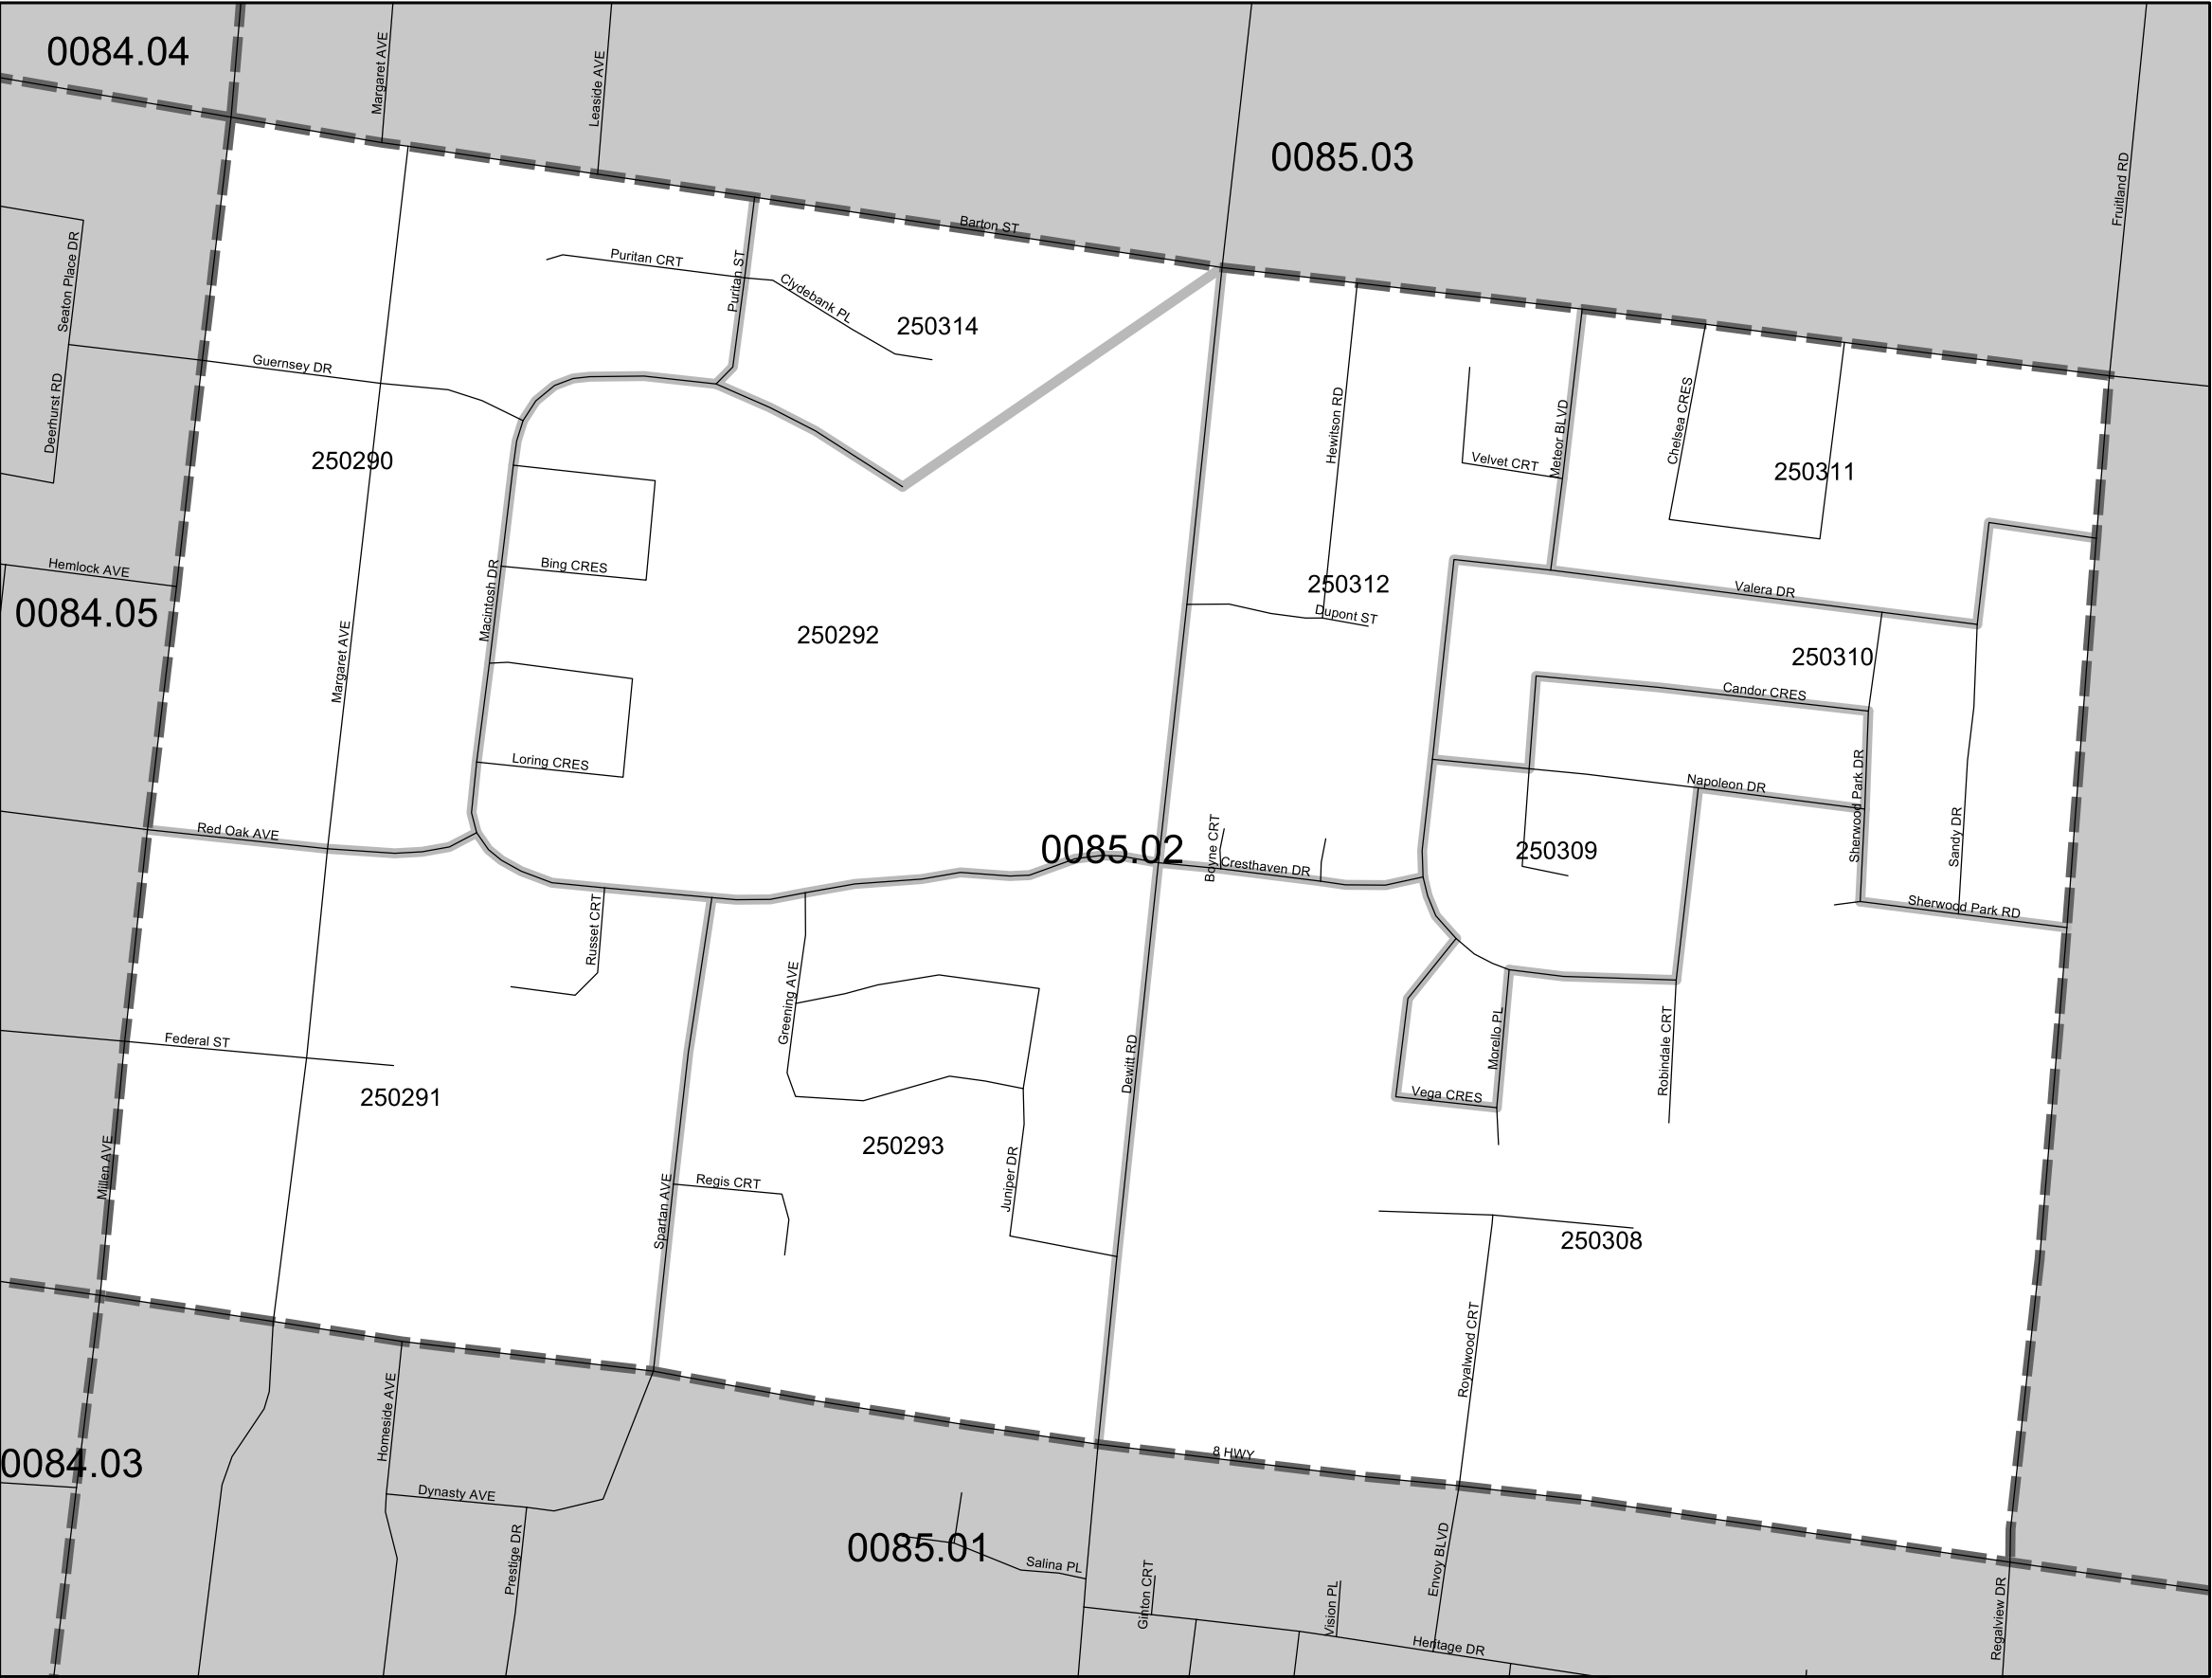 0084.04
Margaret AVE
Leaside AVE
0085.03
Fruitland RD
Barton ST
Seaton Place DR
Puritan CRT
Puritan ST
Clydebank PL
250314
Guernsey DR
Deerhurst RD
250290
Hewitson RD
Velvet CRT
Meteor BLVD
Chelsea CRES
250311
Hemlock AVE
0084.05
Bing CRES
Macintosh DR
250292
250312
Dupont ST
Valera DR
Margaret AVE
250310
Candor CRES
Loring CRES
Napoleon DR
Sherwood Park DR
Sandy DR
Red Oak AVE
0085.02
Boyne CRT
Cresthaven DR
250309
Sherwood Park RD
Russet CRT
Greening AVE
Federal ST
250291
Dewitt RD
Morello PL
Robindale CRT
Vega CRES
Millen AVE
250293
Regis CRT
Spartan AVE
Juniper DR
250308
Royalwood CRT
Homeside AVE
0084.03
8 HWY
Dynasty AVE
Prestige DR
0085.01
Salina PL
Ginton CRT
Vision PL
Envoy BLVD
Heritage DR
Regalview DR